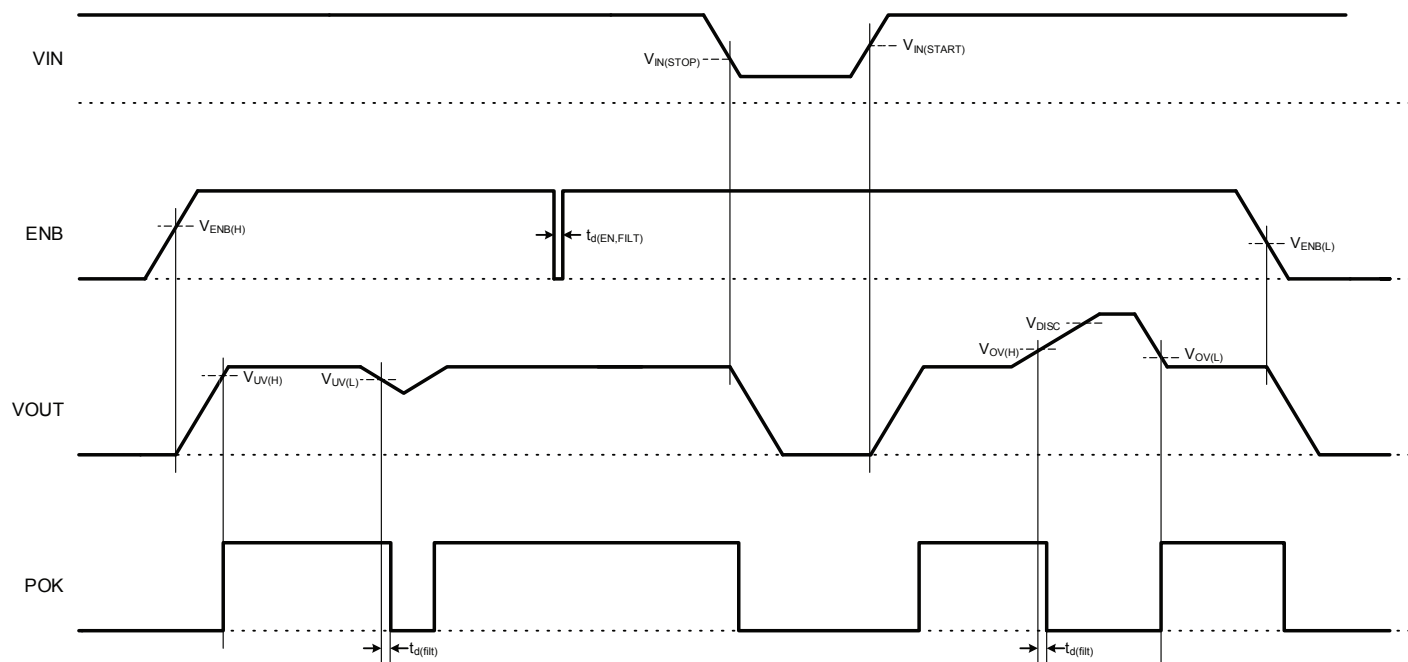 VIN
V_IN(STOP)
V_IN(START)
ENB
V_ENB(H)
t_d(EN,FILT)
V_ENB(L)
VOUT
V_UV(H)
V_UV(L)
V_DISC
V_OV(H)
V_OV(L)
POK
t_d(filt)
t_d(filt)